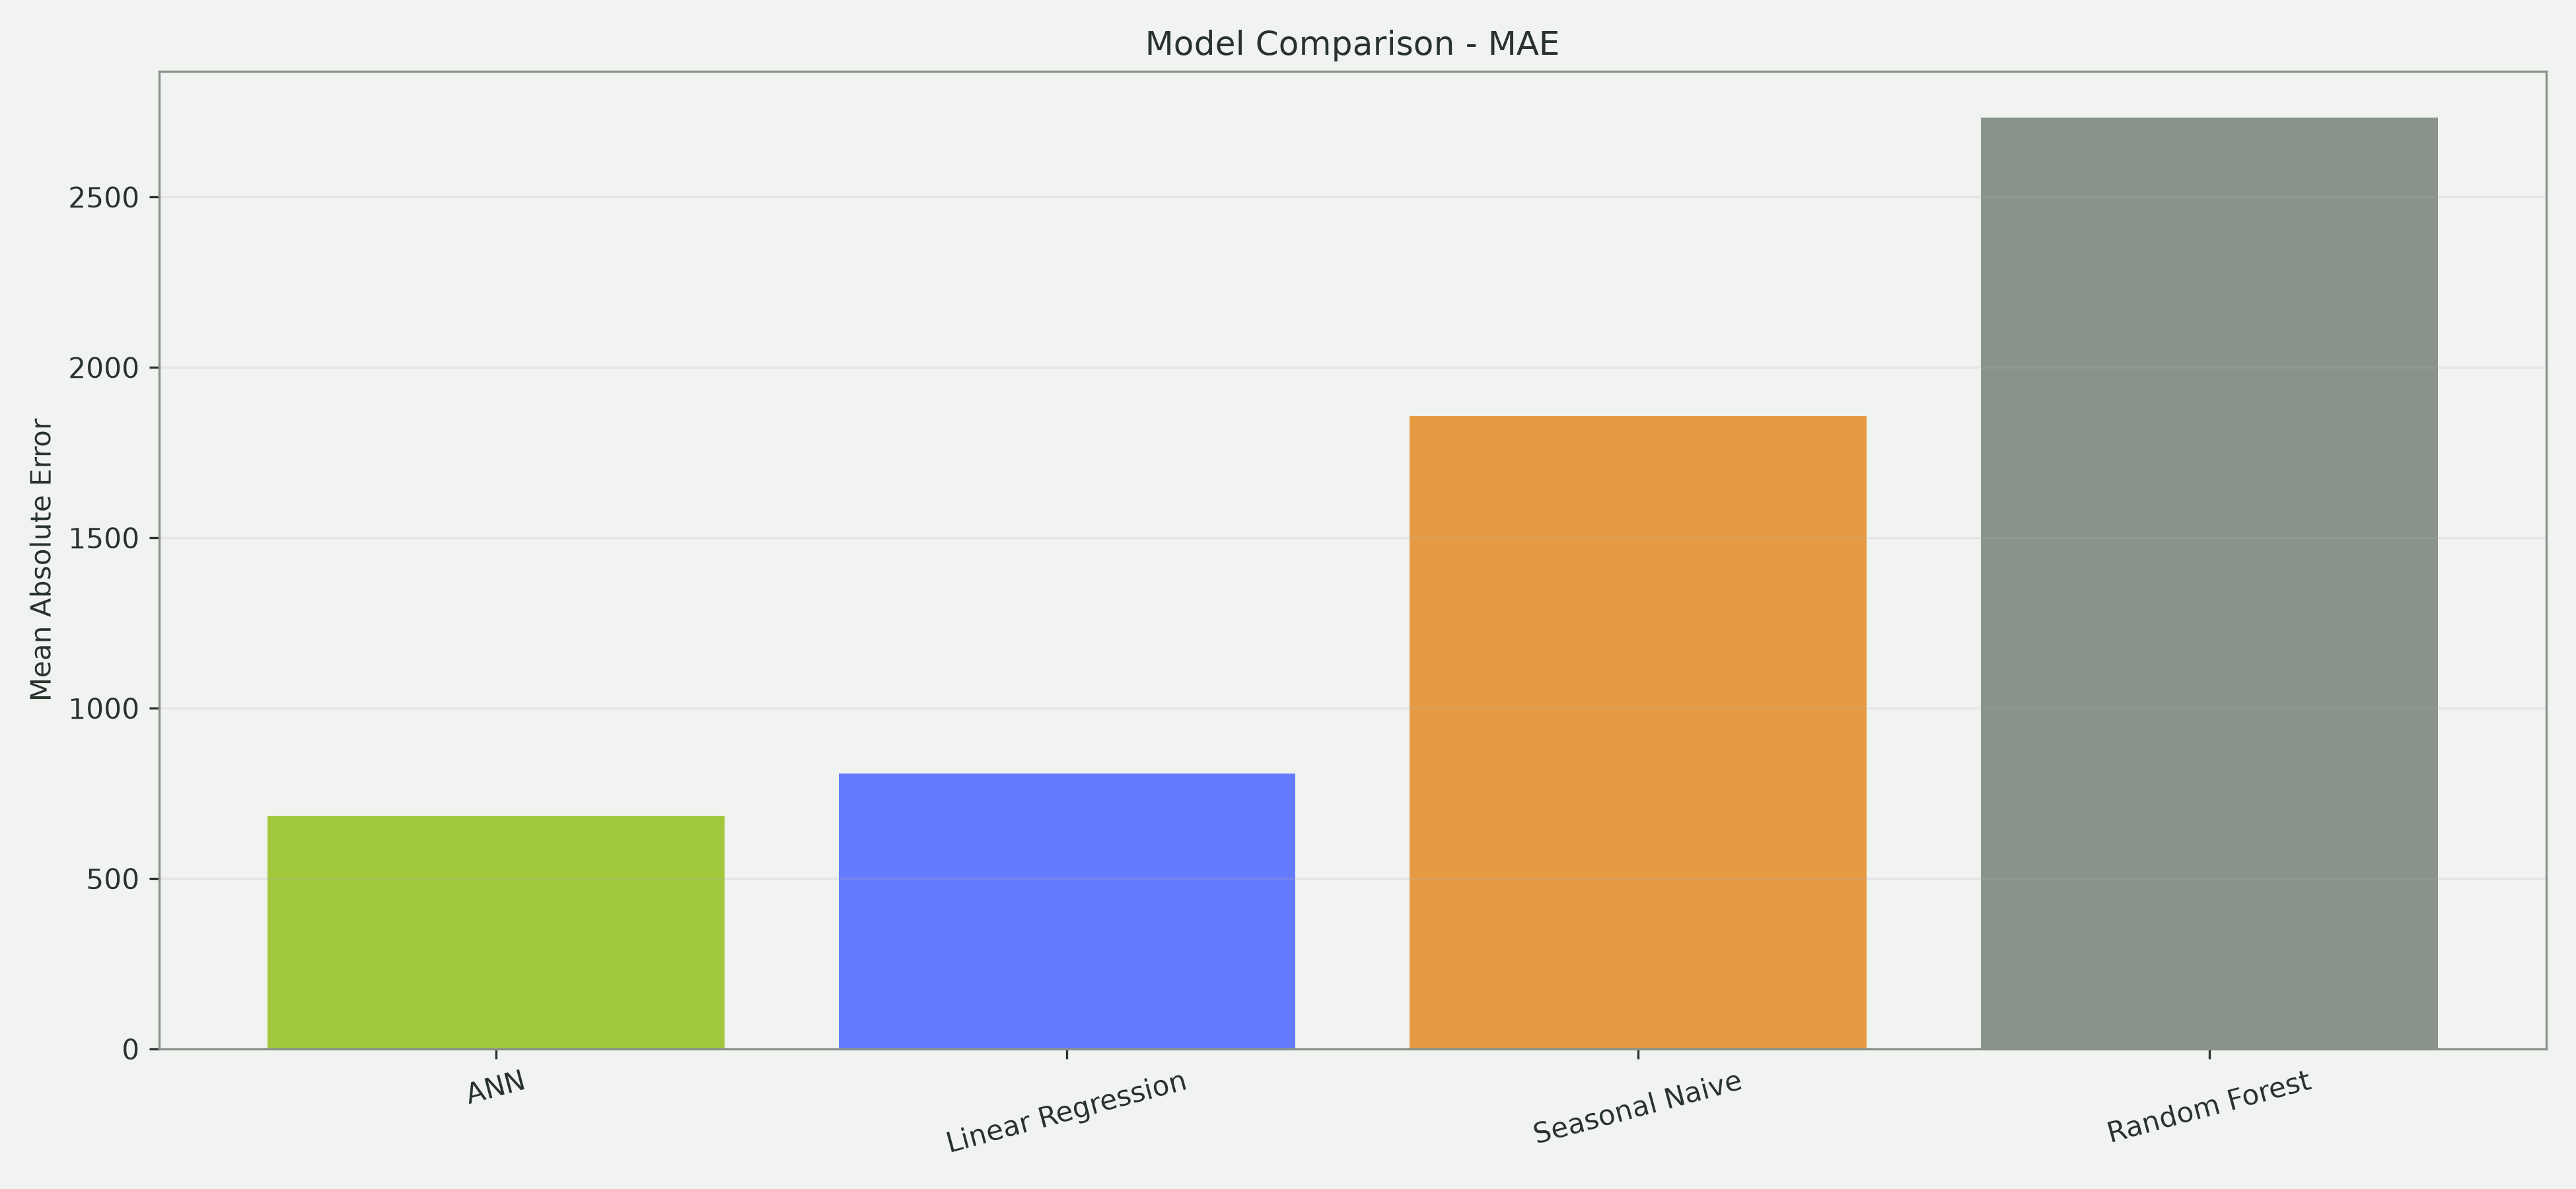 Model Comparison - MAE
Mean Absolute Error
2500
2000
1500
1000
500
0
ANN
Linear Regression
Seasonal Naive
Random Forest